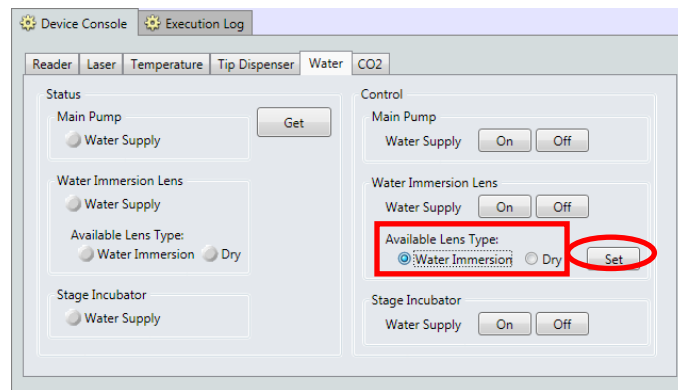 Device Console Execution Log
Reader Laser Temperature Tip Dispenser Water CO2
Status
Main Pump
Get
Water Supply
Water Immersion Lens
Water Supply
Available Lens Type:
Water Immersion Dry
Stage Incubator
Water Supply
Control
Main Pump
Water Supply On Off
Water Immersion Lens
Water Supply On Off
Available Lens Type:
Water Immersion Dry Set
Stage Incubator
Water Supply On Off